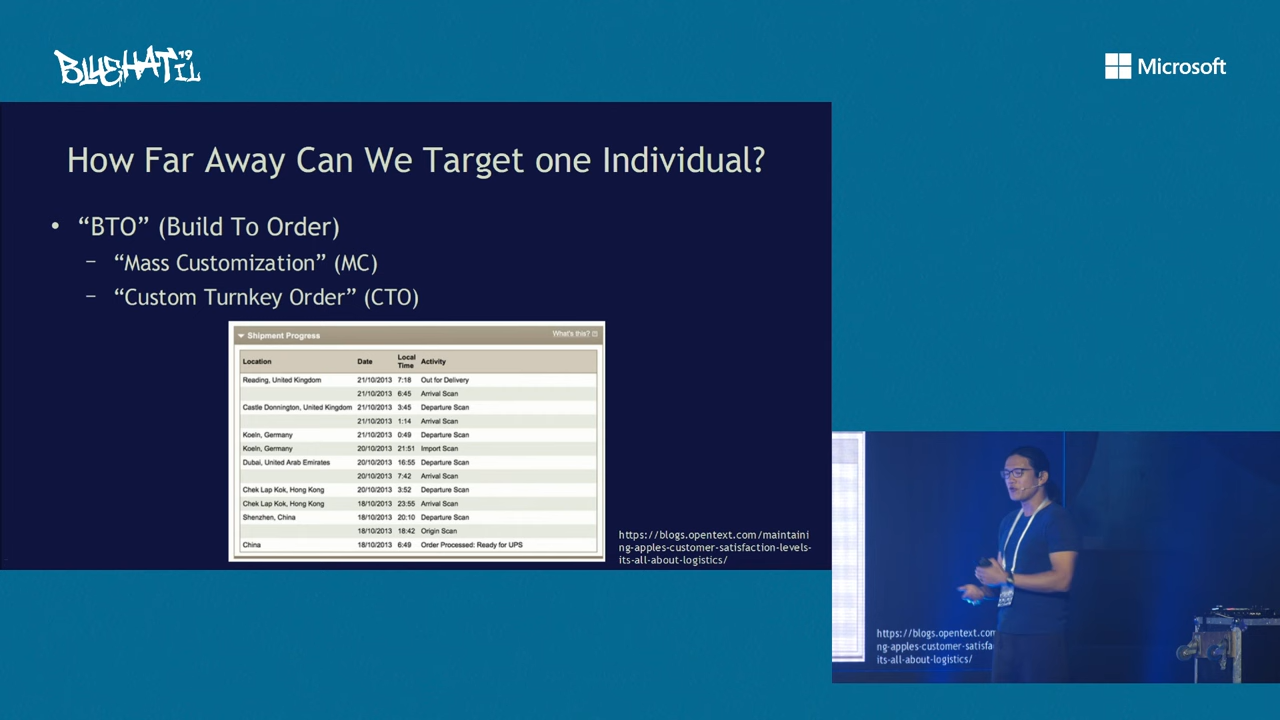 BLUEHAT IL '19
Microsoft
How Far Away Can We Target one Individual?
• “BTO” (Build To Order)
– “Mass Customization” (MC)
– “Custom Turnkey Order” (CTO)
Shipment Progress What's this?
Location Date Local Time Activity
Reading, United Kingdom 21/10/2013 7:18 Out for Delivery
21/10/2013 6:45 Arrival Scan
Castle Donnington, United Kingdom 21/10/2013 3:45 Departure Scan
21/10/2013 1:14 Arrival Scan
Koeln, Germany 21/10/2013 0:49 Departure Scan
Koeln, Germany 20/10/2013 21:51 Import Scan
Dubai, United Arab Emirates 20/10/2013 16:55 Departure Scan
20/10/2013 7:42 Arrival Scan
Chek Lap Kok, Hong Kong 20/10/2013 3:52 Departure Scan
Chek Lap Kok, Hong Kong 18/10/2013 23:55 Arrival Scan
Shenzhen, China 18/10/2013 20:10 Departure Scan
18/10/2013 18:42 Origin Scan
China 18/10/2013 6:49 Order Processed: Ready for UPS
https://blogs.opentext.com/maintaini
ng-apples-customer-satisfaction-levels-
its-all-about-logistics/
https://blogs.opentext.com
ng-apples-customer-satisfa
its-all-about-logistics/